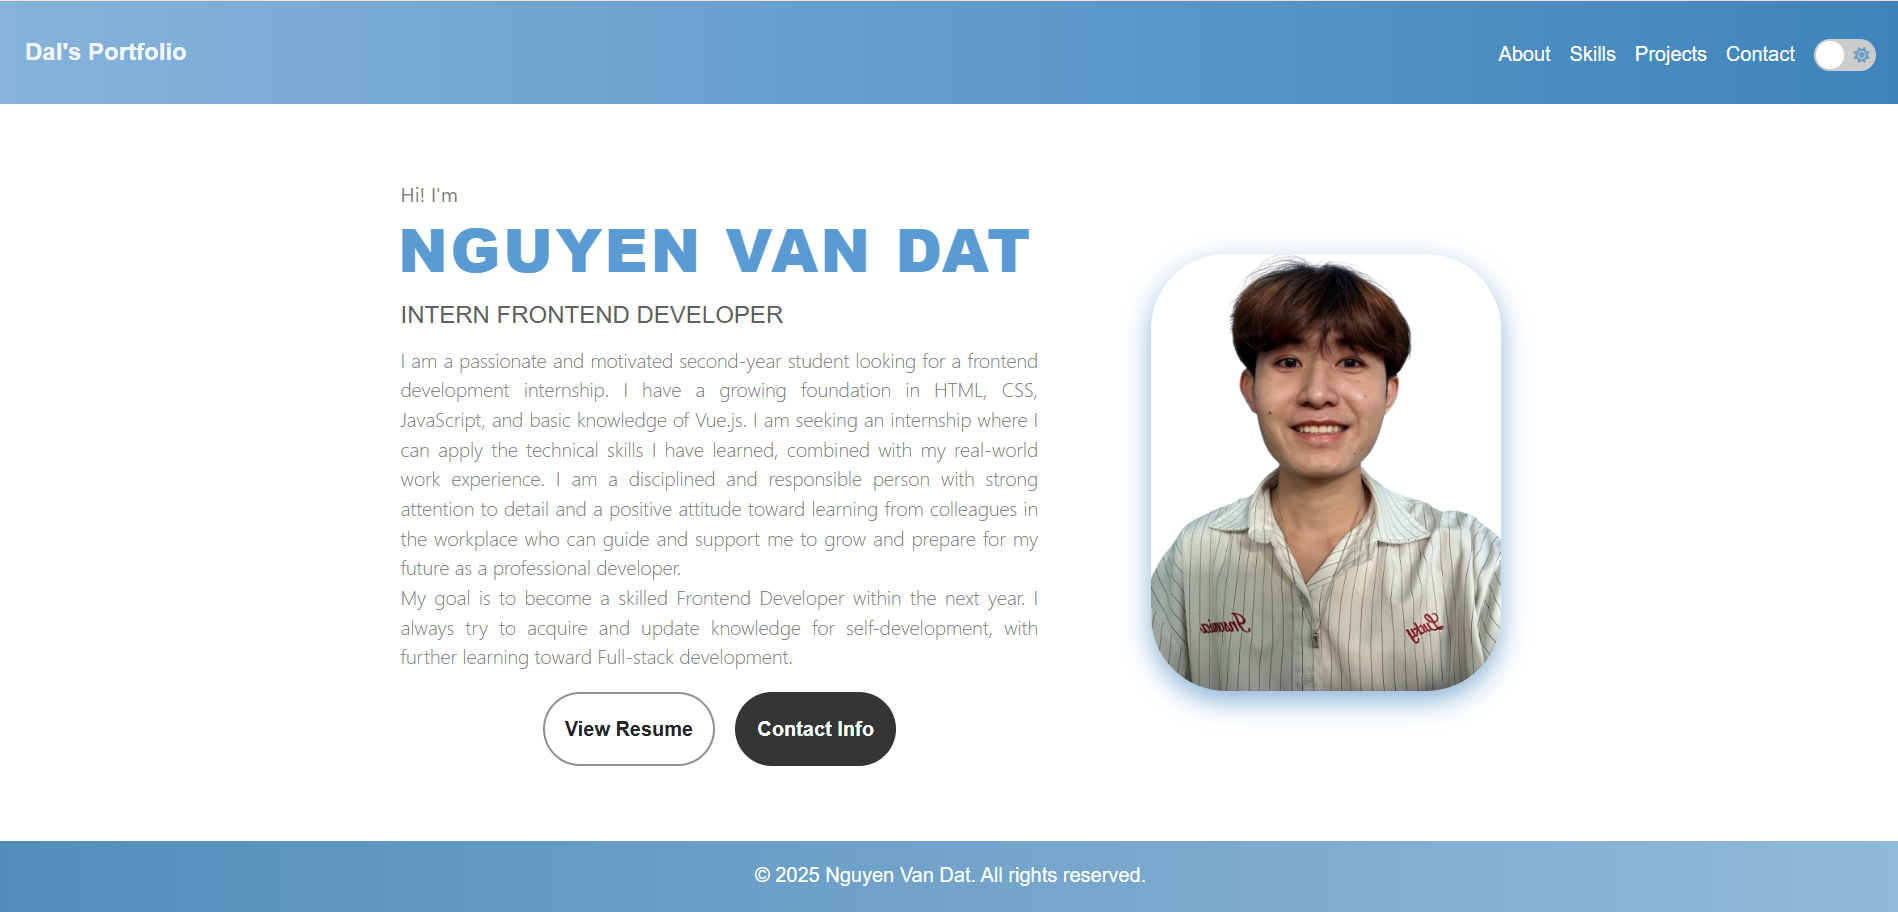 Dal's Portfolio
About Skills Projects Contact
Hi! I'm
NGUYEN VAN DAT
INTERN FRONTEND DEVELOPER
I am a passionate and motivated second-year student looking for a frontend
development internship. I have a growing foundation in HTML, CSS,
JavaScript, and basic knowledge of Vue.js. I am seeking an internship where I
can apply the technical skills I have learned, combined with my real-world
work experience. I am a disciplined and responsible person with strong
attention to detail and a positive attitude toward learning from colleagues in
the workplace who can guide and support me to grow and prepare for my
future as a professional developer.
My goal is to become a skilled Frontend Developer within the next year. I
always try to acquire and update knowledge for self-development, with
further learning toward Full-stack development.
Insomnia
Lucky
View Resume
Contact Info
© 2025 Nguyen Van Dat. All rights reserved.